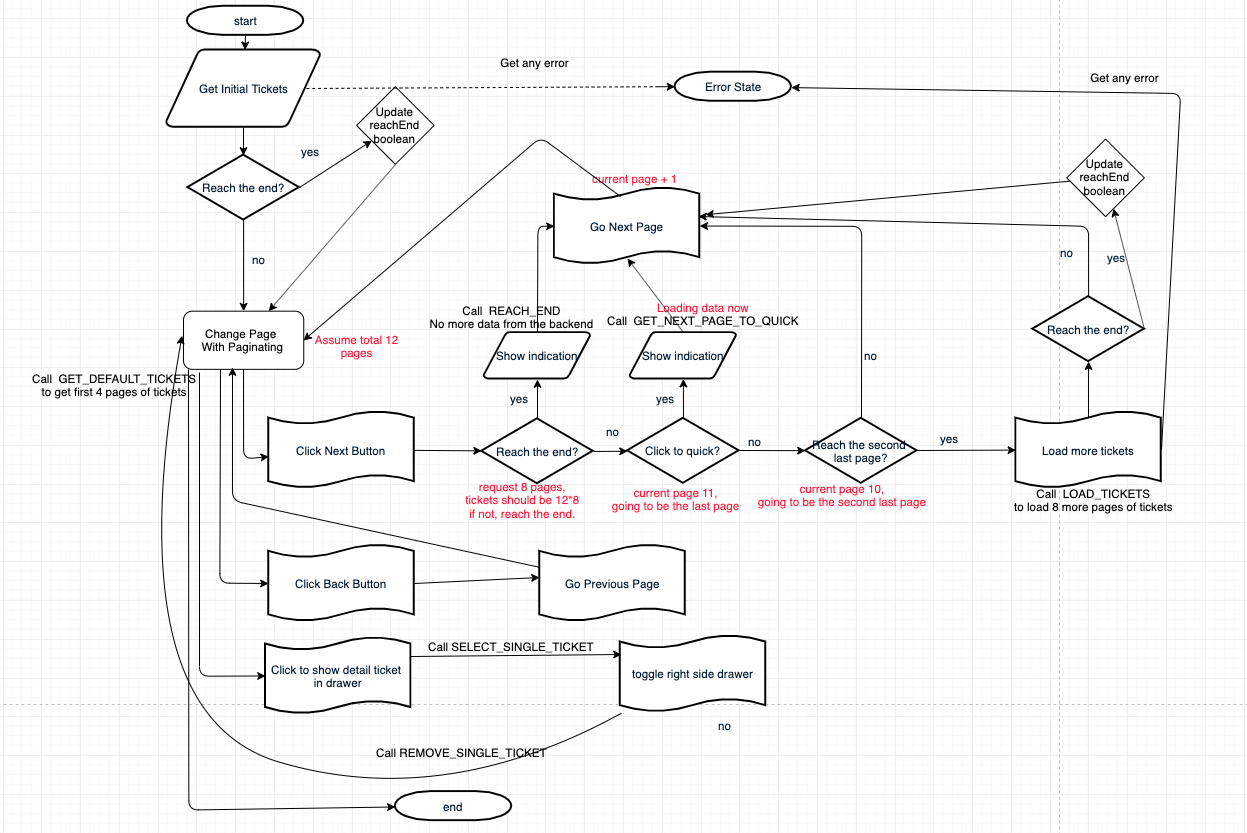 start
Get any error
Get any error
Get Initial Tickets
Error State
Update
reachEnd
boolean
yes
Reach the end?
Update
reachEnd
boolean
current page + 1
Go Next Page
no
no
yes
Call  REACH_END
No more data from the backend
Loading data now
Call  GET_NEXT_PAGE_TO_QUICK
Change Page
With Paginating
Assume total 12
pages
Show indication
Show indication
no
Reach the end?
Call  GET_DEFAULT_TICKETS
to get first 4 pages of tickets
yes
yes
Click Next Button
Reach the end?
no
Click to quick?
no
Reach the second
last page?
yes
Load more tickets
request 8 pages,
tickets should be 12*8
if not, reach the end.
current page 11,
going to be the last page
current page 10,
going to be the second last page
Call  LOAD_TICKETS
to load 8 more pages of tickets
Click Back Button
Go Previous Page
Click to show detail ticket
in drawer
Call SELECT_SINGLE_TICKET
toggle right side drawer
no
Call REMOVE_SINGLE_TICKET
end